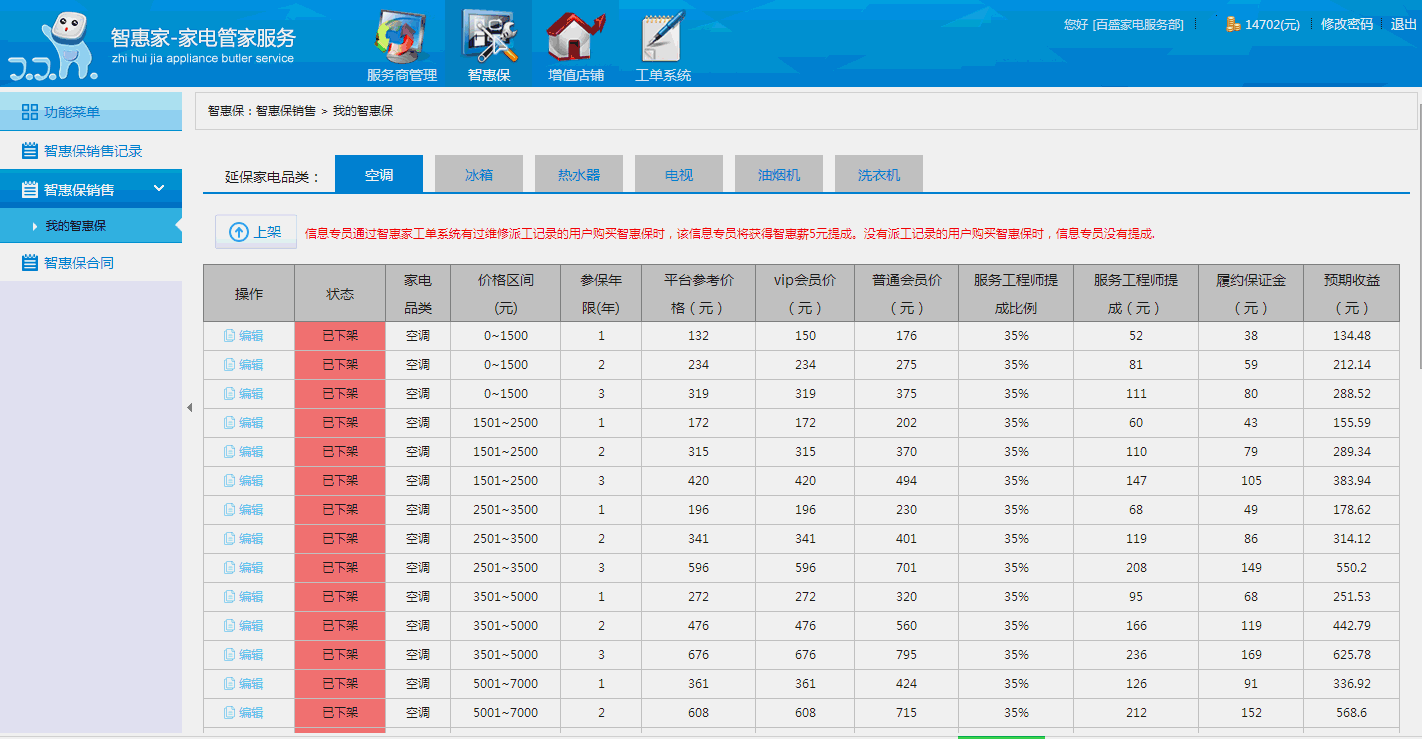 智惠家-家电管家服务
zhi hui jia appliance butler service
服务商管理 智惠保 增值店铺 工单系统
您好 [百盛家电服务部] 14702(元) 修改密码 退出
功能菜单
智惠保销售记录
智惠保销售
我的智惠保
智惠保合同
智惠保：智惠保销售 > 我的智惠保
延保家电品类： 空调 冰箱 热水器 电视 油烟机 洗衣机
上架 信息专员通过智惠家工单系统有过维修派工记录的用户购买智惠保时，该信息专员将获得智惠薪5元提成。没有派工记录的用户购买智惠保时，信息专员没有提成.
操作 状态 家电品类 价格区间(元) 参保年限(年) 平台参考价格（元） vip会员价（元） 普通会员价（元） 服务工程师提成比例 服务工程师提成（元） 履约保证金（元） 预期收益（元）
编辑 已下架 空调 0~1500 1 132 150 176 35% 52 38 134.48
编辑 已下架 空调 0~1500 2 234 234 275 35% 81 59 212.14
编辑 已下架 空调 0~1500 3 319 319 375 35% 111 80 288.52
编辑 已下架 空调 1501~2500 1 172 172 202 35% 60 43 155.59
编辑 已下架 空调 1501~2500 2 315 315 370 35% 110 79 289.34
编辑 已下架 空调 1501~2500 3 420 420 494 35% 147 105 383.94
编辑 已下架 空调 2501~3500 1 196 196 230 35% 68 49 178.62
编辑 已下架 空调 2501~3500 2 341 341 401 35% 119 86 314.12
编辑 已下架 空调 2501~3500 3 596 596 701 35% 208 149 550.2
编辑 已下架 空调 3501~5000 1 272 272 320 35% 95 68 251.53
编辑 已下架 空调 3501~5000 2 476 476 560 35% 166 119 442.79
编辑 已下架 空调 3501~5000 3 676 676 795 35% 236 169 625.78
编辑 已下架 空调 5001~7000 1 361 361 424 35% 126 91 336.92
编辑 已下架 空调 5001~7000 2 608 608 715 35% 212 152 568.6